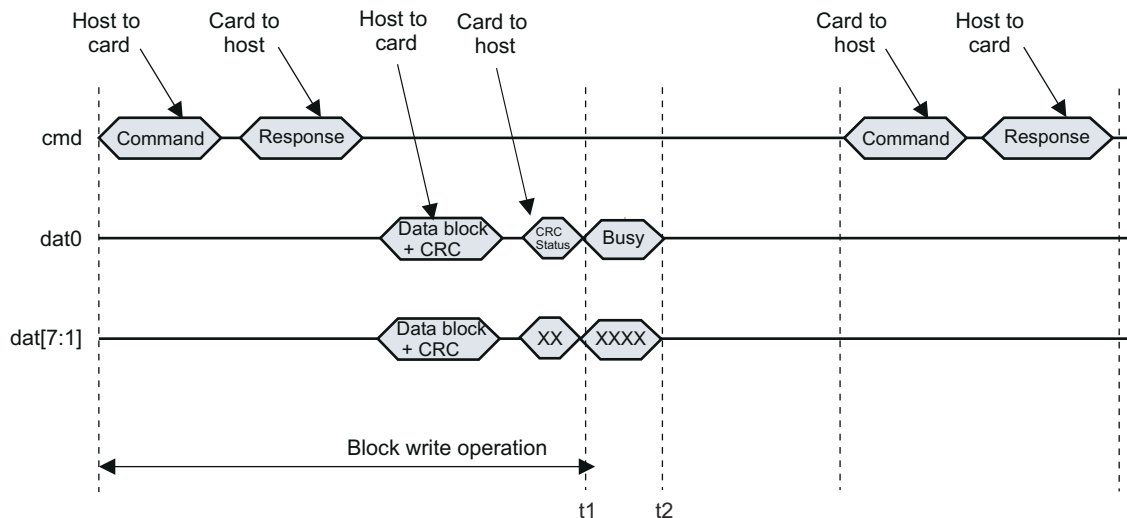 Host to
card
Card to
host
Host to
card
Card to
host
Card to
host
Host to
card
cmd
Command
Response
Command
Response
dat0
Data block
+ CRC
CRC
Status
Busy
dat[7:1]
Data block
+ CRC
XX
XXXX
Block write operation
t1
t2